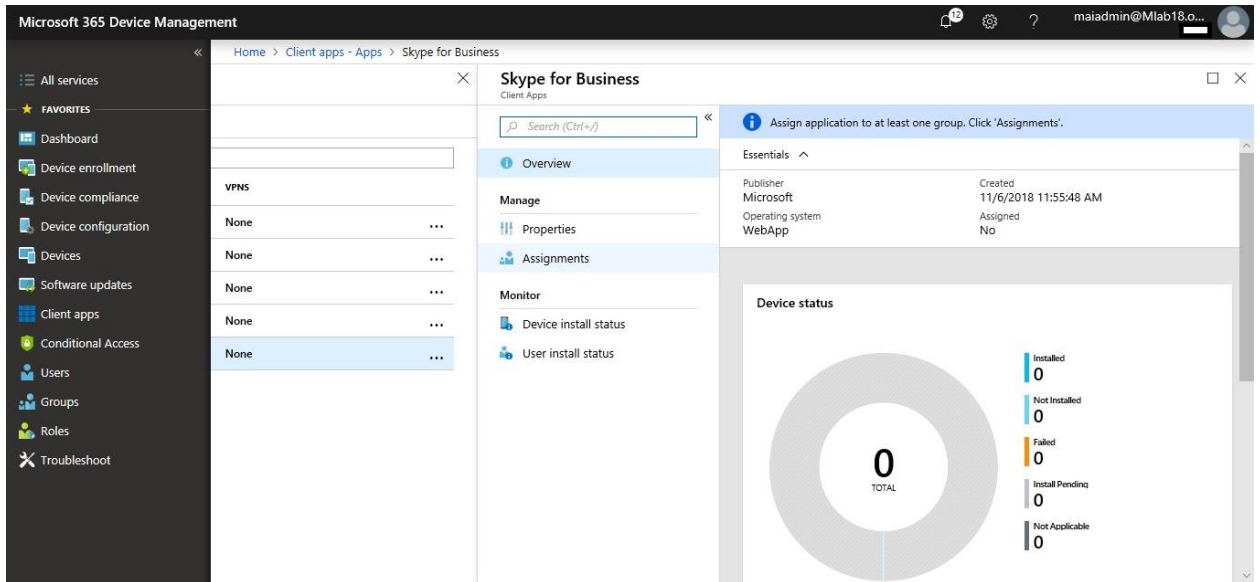 Microsoft 365 Device Management
12
?
maiadmin@Mlab18.o...
«
Home > Client apps - Apps > Skype for Business
All services
FAVORITES
Dashboard
Device enrollment
Device compliance
Device configuration
Devices
Software updates
Client apps
Conditional Access
Users
Groups
Roles
Troubleshoot
VPNS
None ...
None ...
None ...
None ...
None ...
Skype for Business
Client Apps
Search (Ctrl+/)
«
Overview
Manage
Properties
Assignments
Monitor
Device install status
User install status
Assign application to at least one group. Click 'Assignments'.
Essentials
Publisher
Microsoft
Operating system
WebApp
Created
11/6/2018 11:55:48 AM
Assigned
No
Device status
0
TOTAL
Installed
0
Not Installed
0
Failed
0
Install Pending
0
Not Applicable
0